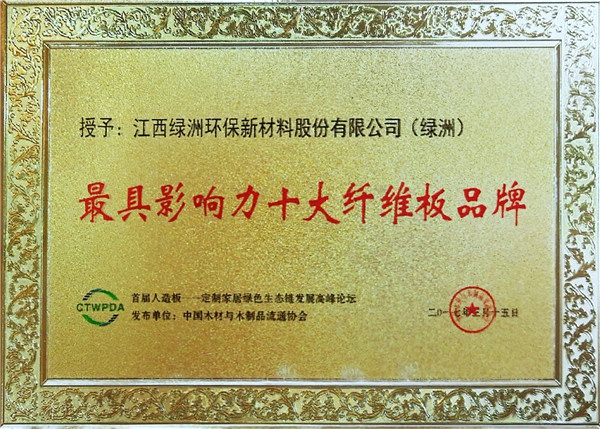 授予：江西绿洲环保新材料股份有限公司（绿洲）
最具影响力十大纤维板品牌
CTWPDA
首届人造板——定制家居绿色生态链发展高峰论坛
发布单位：中国木材与木制品流通协会
二〇一七年三月十五日